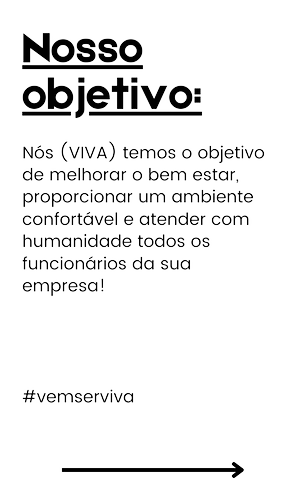 Nosso
objetivo:
Nós (VIVA) temos o objetivo
de melhorar o bem estar,
proporcionar um ambiente
confortável e atender com
humanidade todos os
funcionários da sua
empresa!
#vemserviva